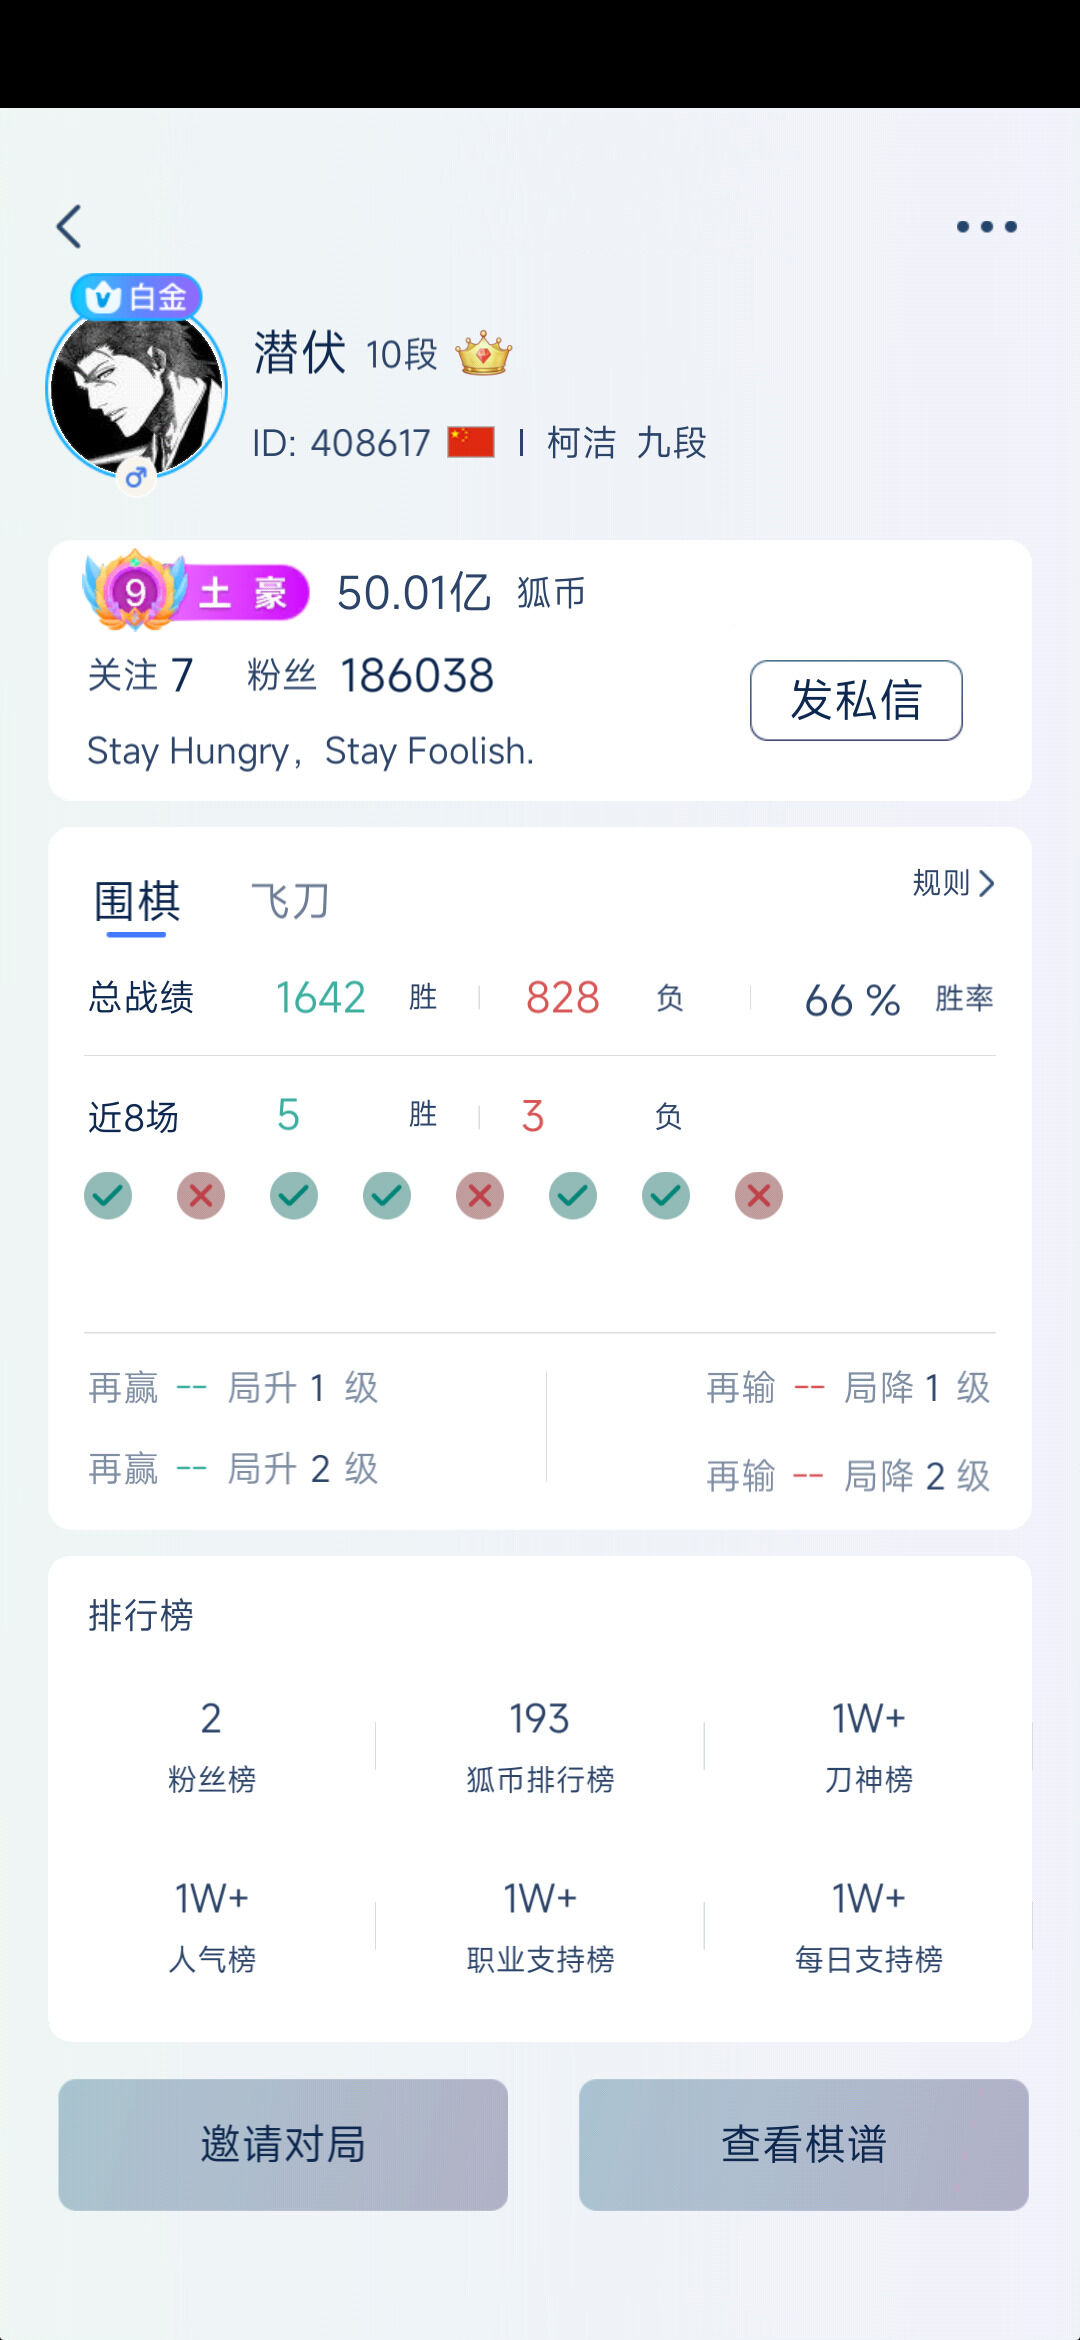 白金
潜伏 10段
ID: 408617 | 柯洁 九段
9 土豪 50.01亿 狐币
关注 7 粉丝 186038
发私信
Stay Hungry，Stay Foolish.
围棋 飞刀 规则
总战绩 1642 胜 828 负 66 % 胜率
近8场 5 胜 3 负
再赢 -- 局升 1 级 再输 -- 局降 1 级
再赢 -- 局升 2 级 再输 -- 局降 2 级
排行榜
2 193 1W+
粉丝榜 狐币排行榜 刀神榜
1W+ 1W+ 1W+
人气榜 职业支持榜 每日支持榜
邀请对局 查看棋谱